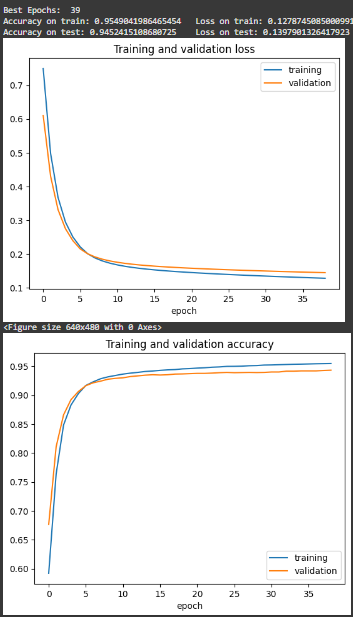 Best Epochs:  39
Accuracy on train: 0.9549041986465454   Loss on train: 0.1278745085000991
Accuracy on test: 0.9452415108680725    Loss on test: 0.1397901326417923
Training and validation loss
training
validation
0.7
0.6
0.5
0.4
0.3
0.2
0.1
0 5 10 15 20 25 30 35
epoch
<Figure size 640x480 with 0 Axes>
Training and validation accuracy
0.95
0.90
0.85
0.80
0.75
0.70
0.65
0.60
training
validation
0 5 10 15 20 25 30 35
epoch